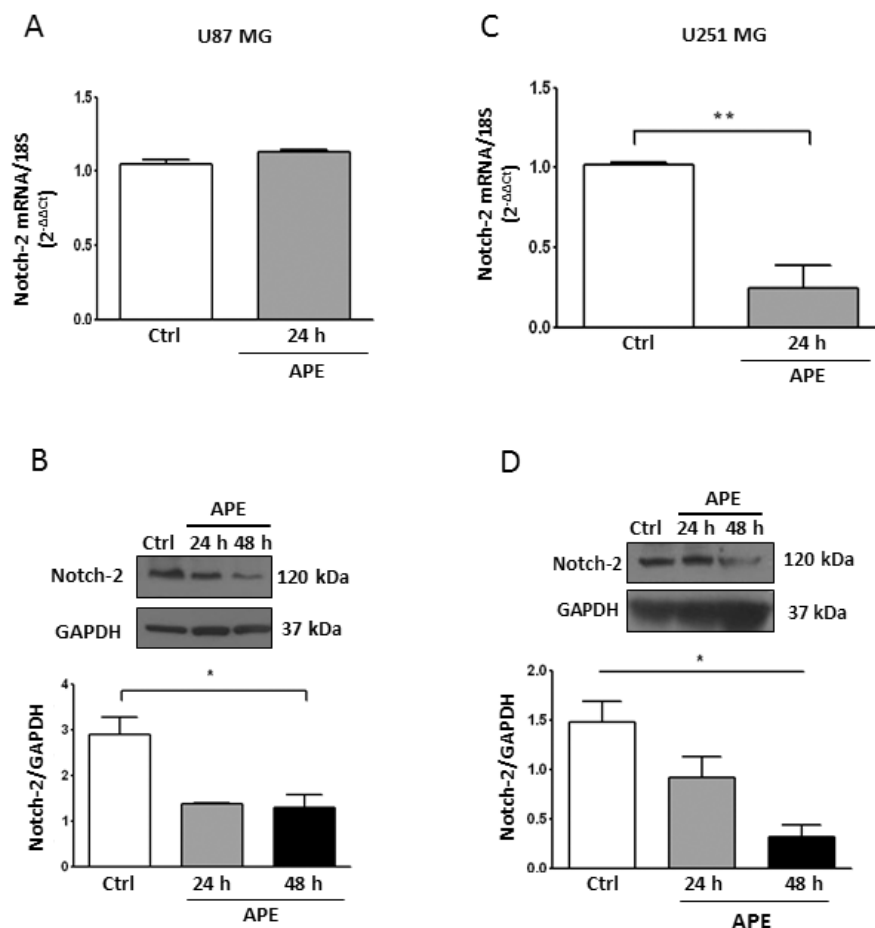 A
U87 MG
Notch-2 mRNA/18S
(2-ΔΔCt)
1.5
1.0
0.5
0.0
Ctrl
24 h
APE
C
U251 MG
Notch-2 mRNA/18S
(2-ΔΔCt)
1.5
1.0
0.5
0.0
**
Ctrl
24 h
APE
B
APE
Ctrl 24 h 48 h
Notch-2
120 kDa
GAPDH
37 kDa
Notch-2/GAPDH
4
3
2
1
0
*
Ctrl
24 h
48 h
APE
D
APE
Ctrl 24 h 48 h
Notch-2
120 kDa
GAPDH
37 kDa
Notch-2/GAPDH
2.0
1.5
1.0
0.5
0.0
*
Ctrl
24 h
48 h
APE